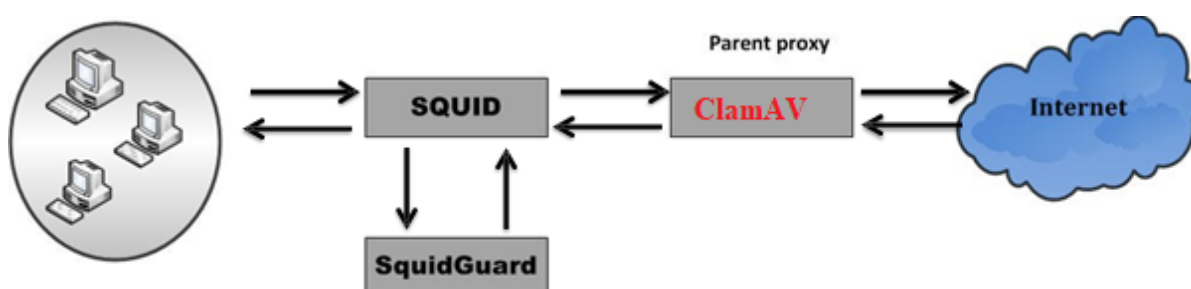 Parent proxy
SQUID
ClamAV
Internet
SquidGuard